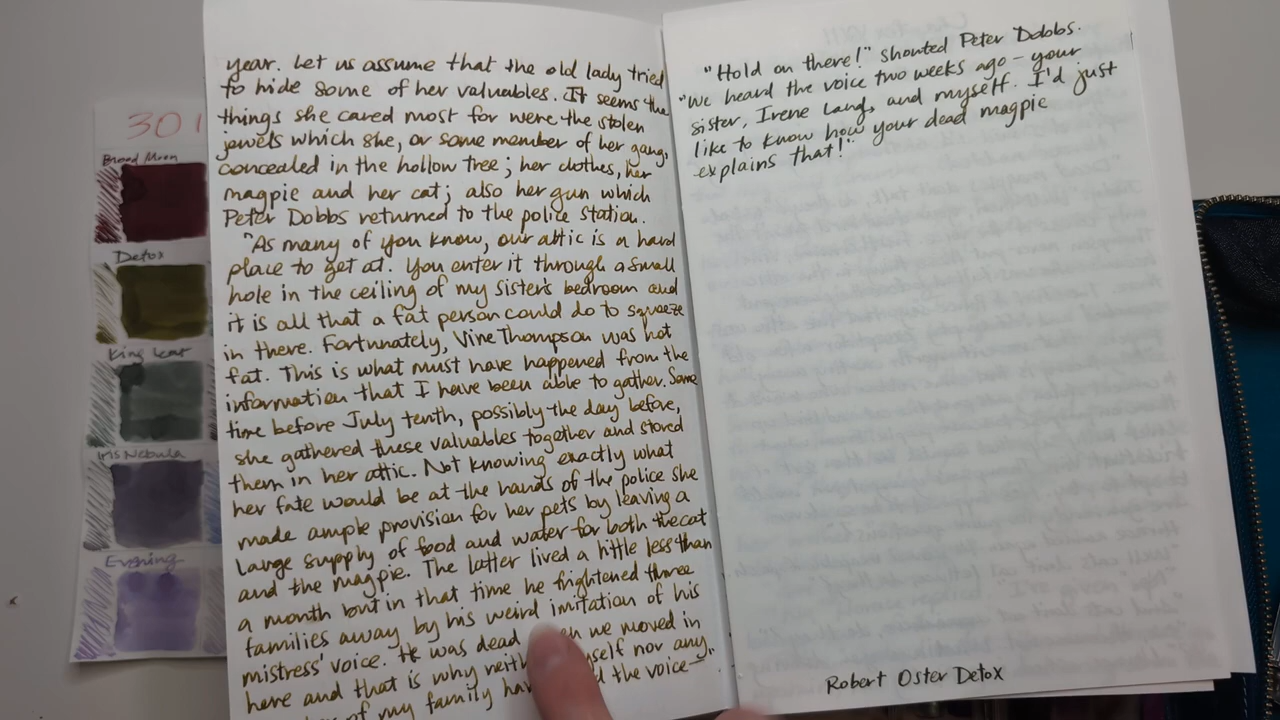 301
Blood Moon
Detox
King Lear
Iris Nebula
Evening
year. Let us assume that the old lady tried
to hide some of her valuables. It seems the
things she cared most for were the stolen
jewels which she, or some member of her gang,
concealed in the hollow tree; her clothes, her
magpie and her cat; also her gun which
Peter Dobbs returned to the police station.
"As many of you know, our attic is a hard
place to get at. You enter it through a small
hole in the ceiling of my sister's bedroom and
it is all that a fat person could do to squeeze
in there. Fortunately, Vine Thompson was not
fat. This is what must have happened from the
information that I have been able to gather. Some
time before July tenth, possibly the day before,
she gathered these valuables together and stored
them in her attic. Not knowing exactly what
her fate would be at the hands of the police she
made ample provision for her pets by leaving a
large supply of food and water for both the cat
and the magpie. The latter lived a little less than
a month but in that time he frightened three
families away by his weird imitation of his
mistress' voice. He was dead we moved in
here and that is why nor any
of my family the voice—"
"Hold on there!" shouted Peter Dobbs.
"We heard the voice two weeks ago – your
sister, Irene Lang, and myself. I'd just
like to know how your dead magpie
explains that!"
Robert Oster Detox